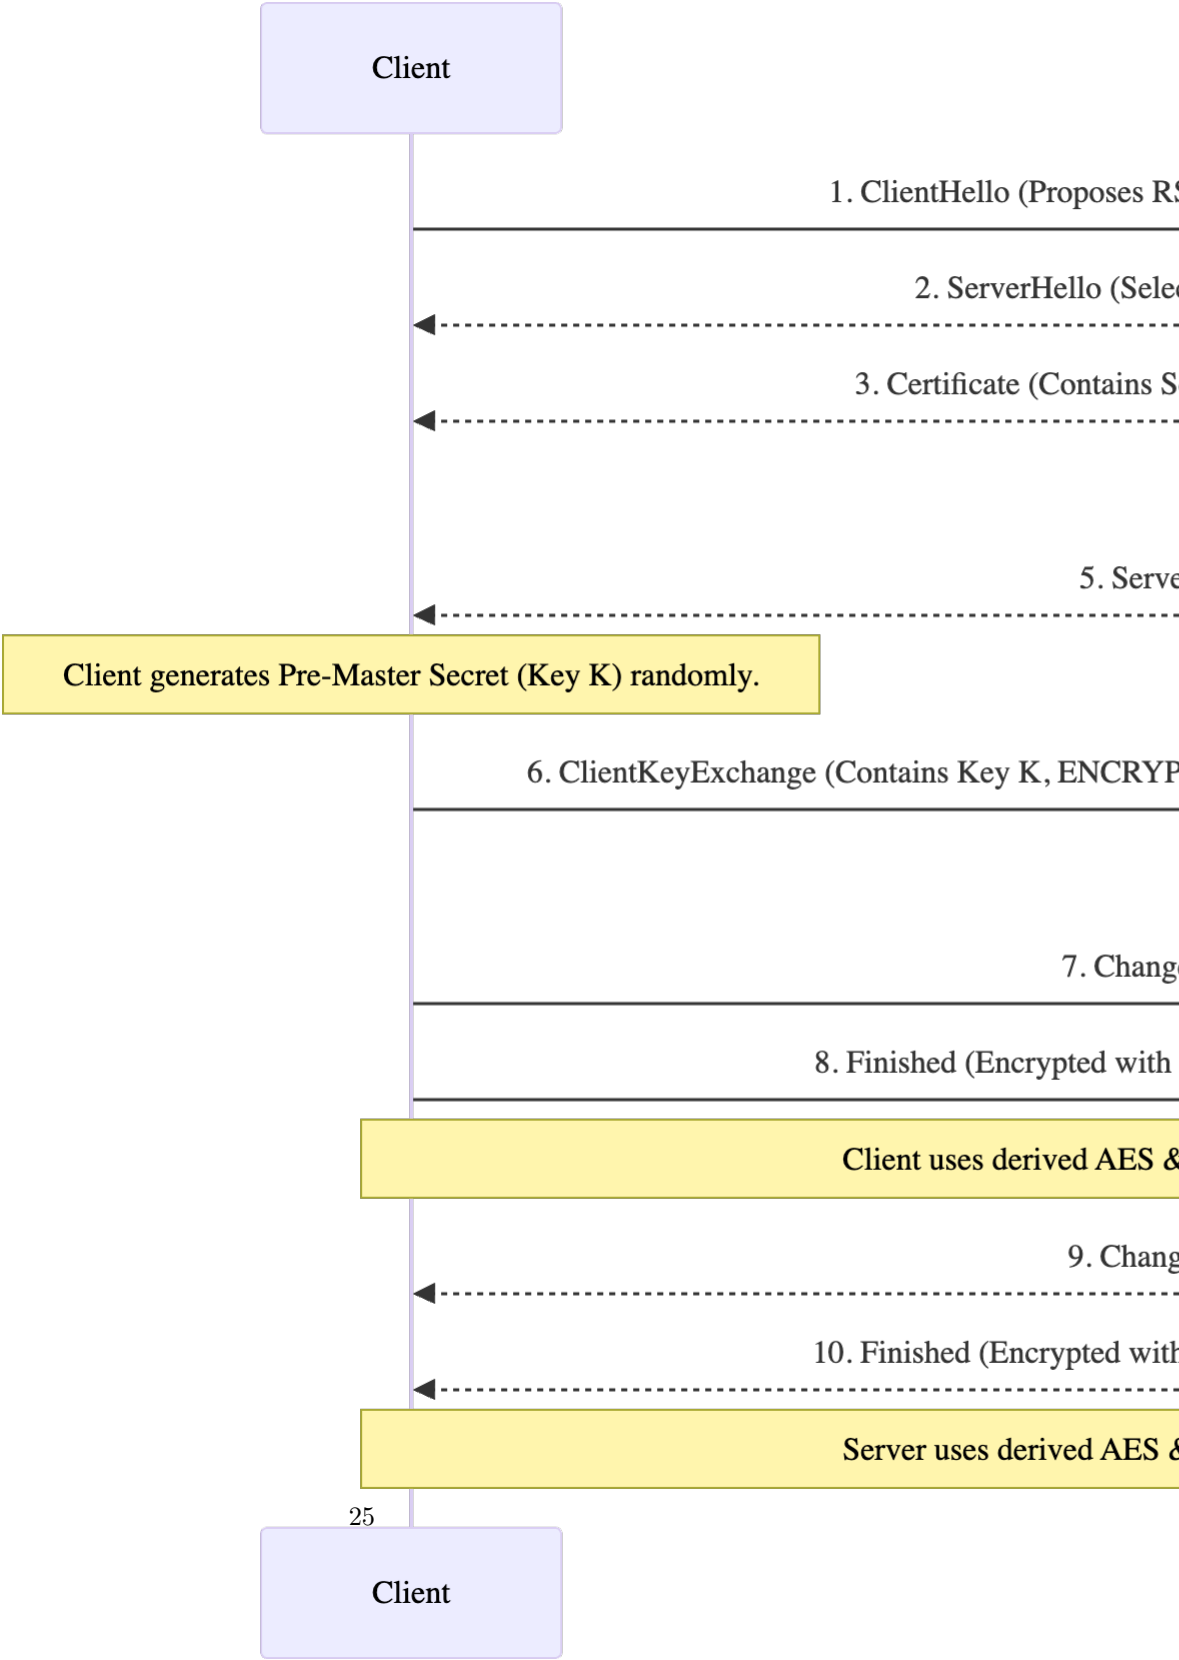 Client
1. ClientHello (Proposes RS
2. ServerHello (Selec
3. Certificate (Contains Se
5. Serve
Client generates Pre-Master Secret (Key K) randomly.
6. ClientKeyExchange (Contains Key K, ENCRYP
7. Change
8. Finished (Encrypted with
Client uses derived AES &
9. Chang
10. Finished (Encrypted with
Server uses derived AES &
25
Client